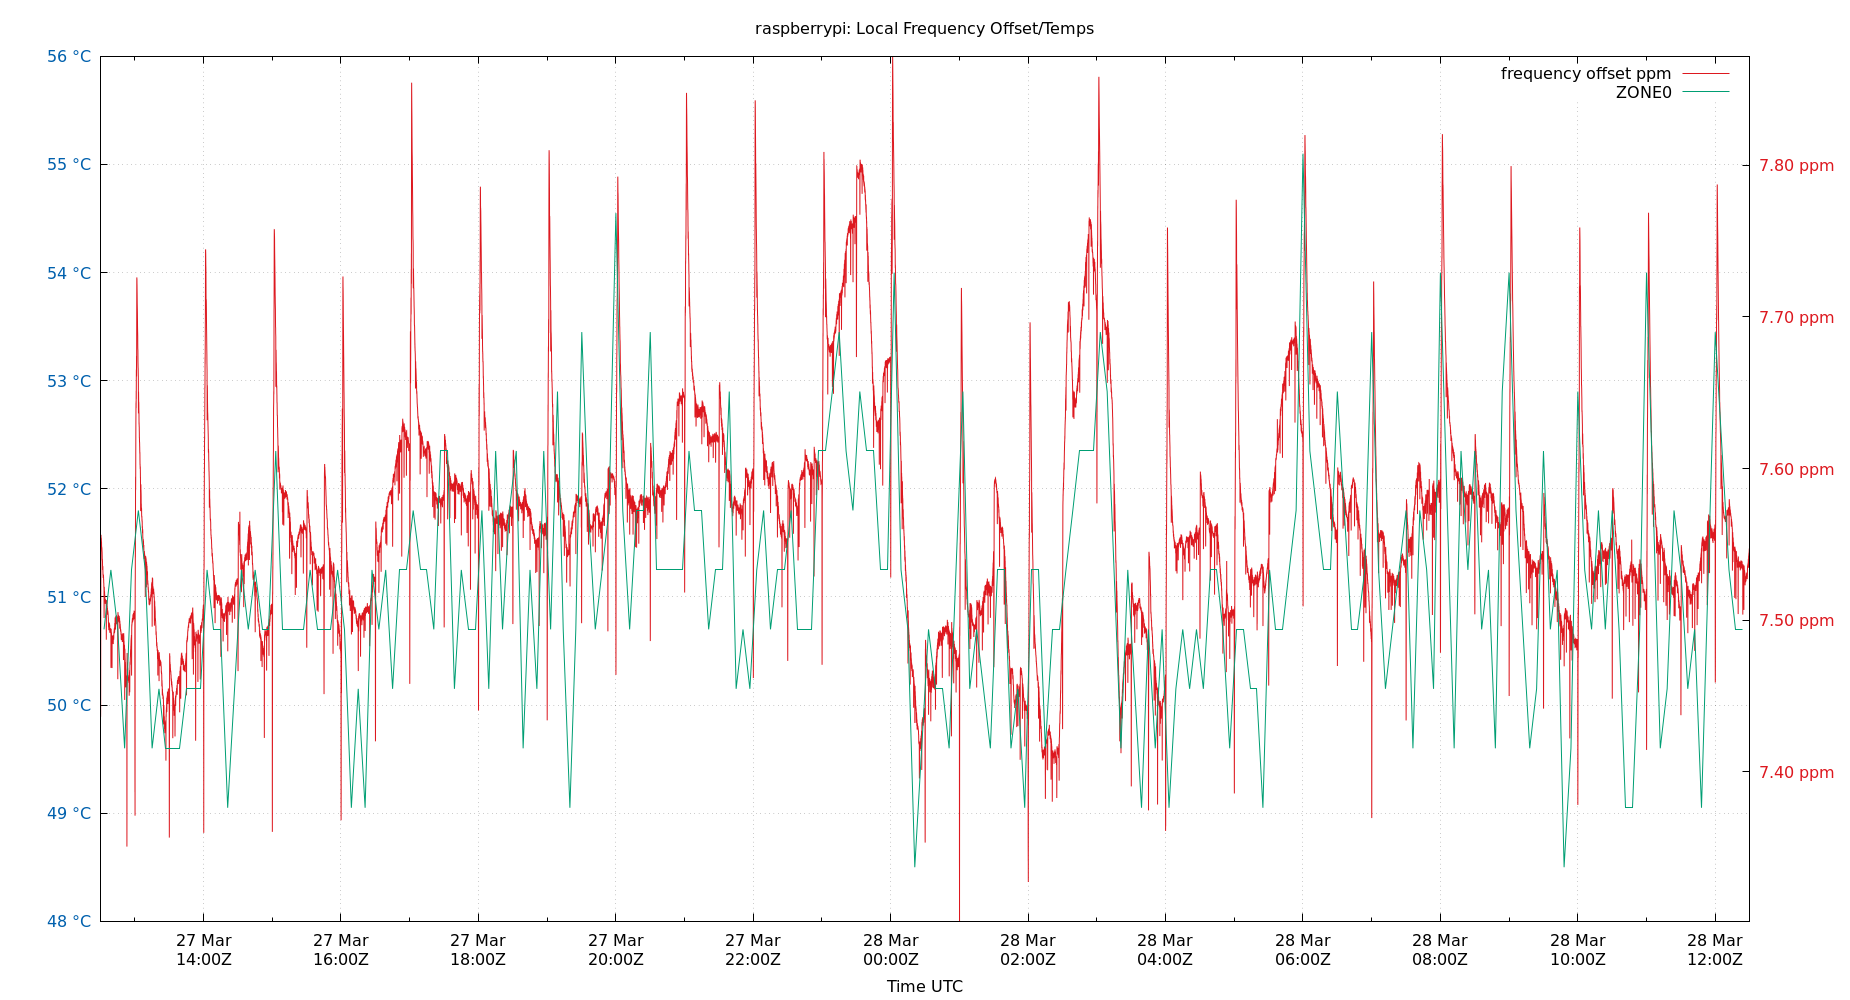 raspberrypi: Local Frequency Offset/Temps
frequency offset ppm
ZONE0
56 °C
55 °C
54 °C
53 °C
52 °C
51 °C
50 °C
49 °C
48 °C
7.80 ppm
7.70 ppm
7.60 ppm
7.50 ppm
7.40 ppm
27 Mar 27 Mar 27 Mar 27 Mar 27 Mar 28 Mar 28 Mar 28 Mar 28 Mar 28 Mar 28 Mar 28 Mar
14:00Z 16:00Z 18:00Z 20:00Z 22:00Z 00:00Z 02:00Z 04:00Z 06:00Z 08:00Z 10:00Z 12:00Z
Time UTC